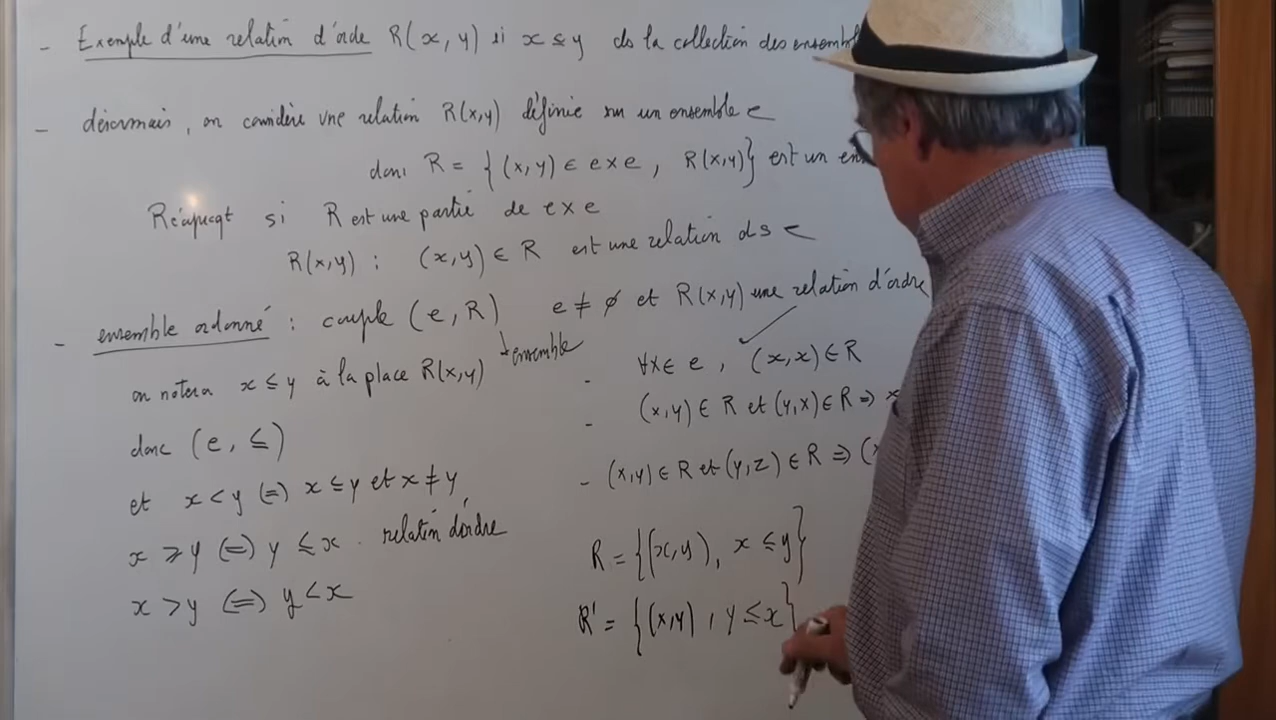 - Exemple d'une relation d'ordre R(x, y) si x ⊆ y ds la collection des ensembl
- désormais, on considère une relation R(x,y) définie sur un ensemble e
donc R = {(x,y) ∈ e×e, R(x,y)} est un en
Réciproqt si R est une partie de e×e
R(x,y) : (x,y) ∈ R est une relation ds e
- ensemble ordonné : couple (e, R) e ≠ ∅ et R(x,y) une relation d'ordre
ensemble
on notera x ≤ y à la place R(x,y)
donc (e, ≤)
et x < y (=) x ≤ y et x ≠ y
x ≥ y (=) y ≤ x . relation d'ordre
x > y (=) y < x
- ∀x ∈ e, (x,x) ∈ R
- (x,y) ∈ R et (y,x) ∈ R => x
- (x,y) ∈ R et (y,z) ∈ R => (x
R = {(x,y), x ≤ y}
R' = {(x,y), y ≤ x}